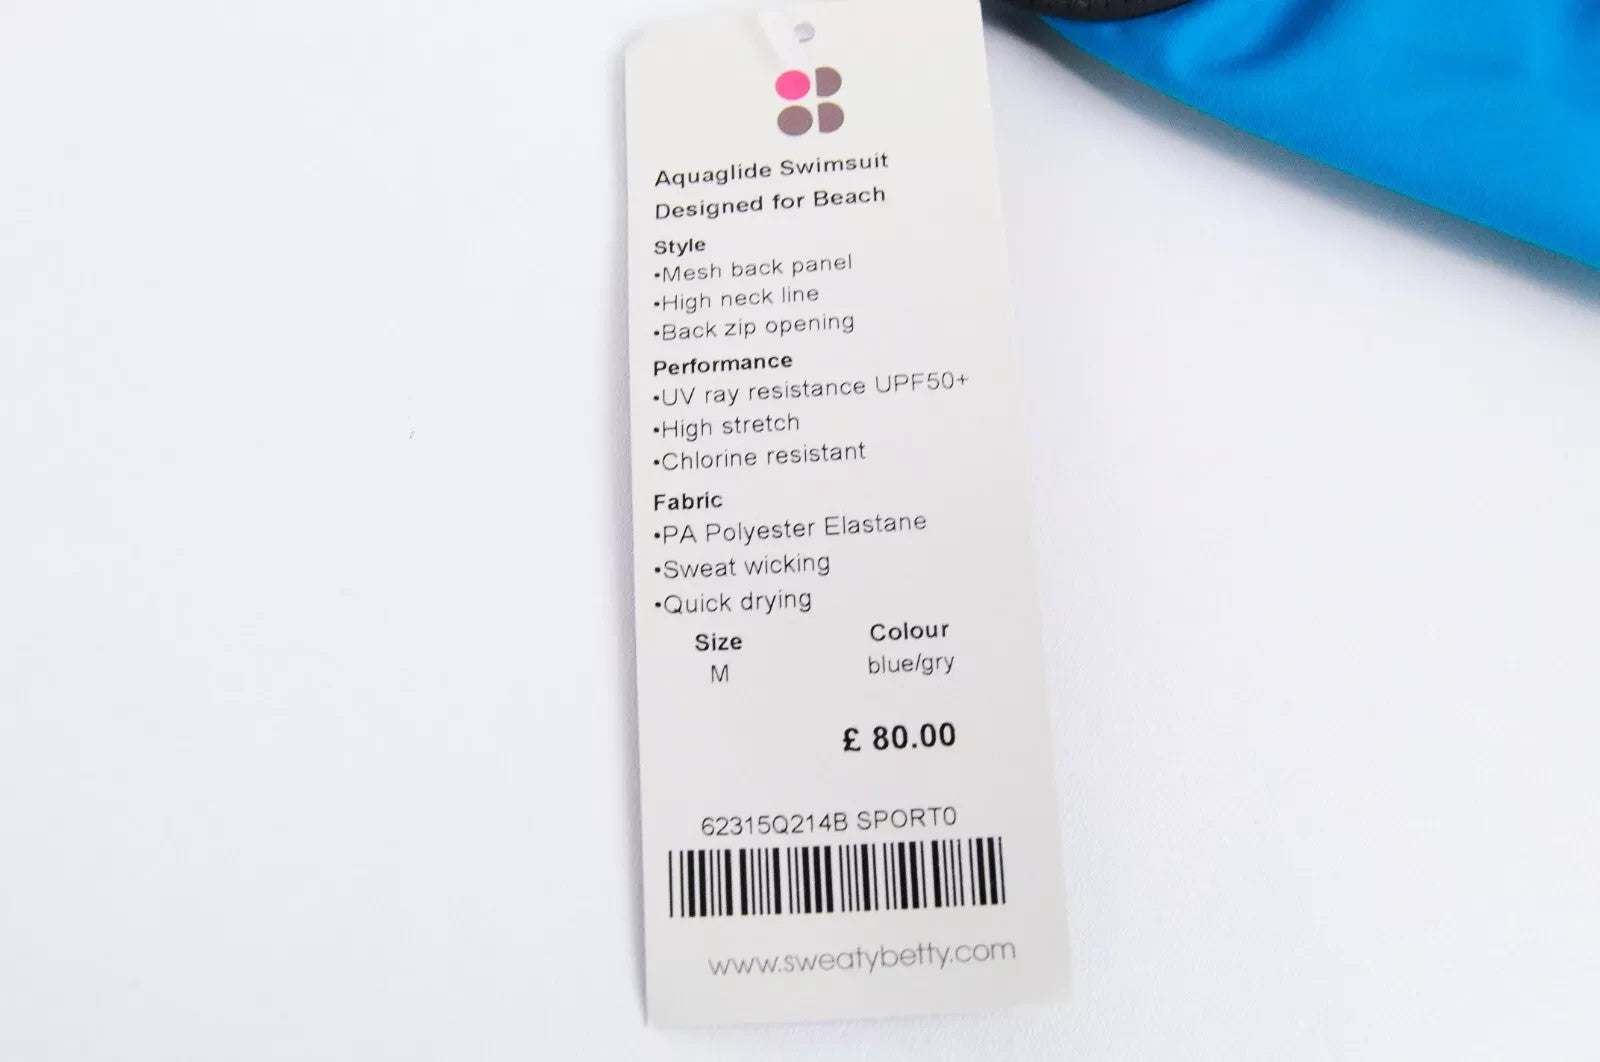 Aquaglide Swimsuit
Designed for Beach
Style
•Mesh back panel
•High neck line
•Back zip opening
Performance
•UV ray resistance UPF50+
•High stretch
•Chlorine resistant
Fabric
•PA Polyester Elastane
•Sweat wicking
•Quick drying
Size Colour
M blue/gry
£ 80.00
62315Q214B SPORT0
www.sweatybetty.com